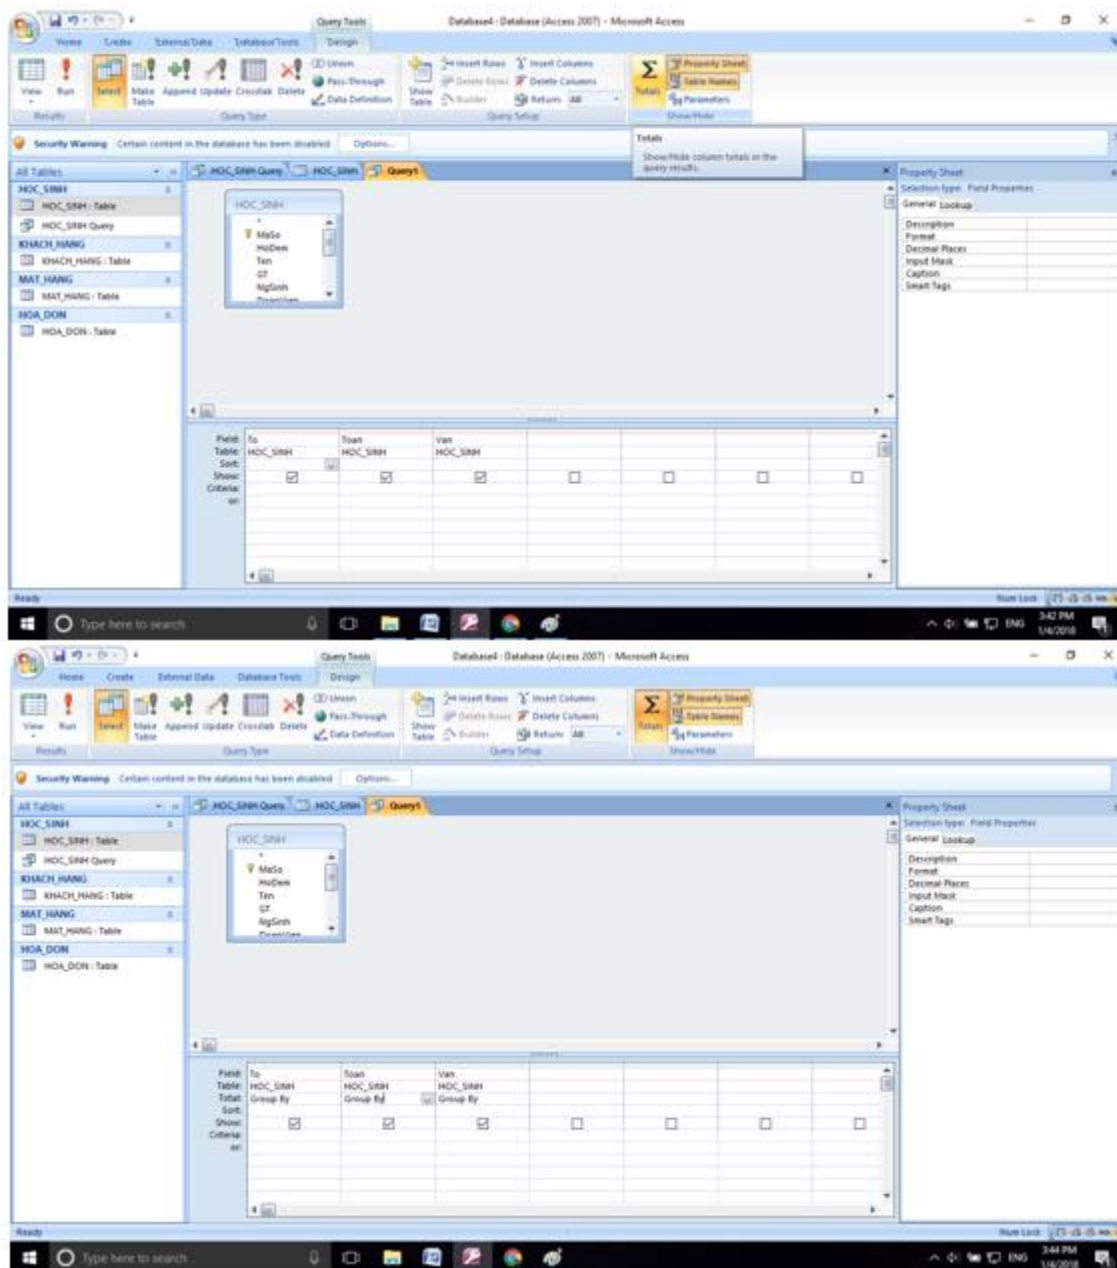 Query Tools Database4 : Database (Access 2007) - Microsoft Access
Home Create External Data Database Tools Design
View Run Select Make Table Append Update Crosstab Delete
Union
Pass-Through
Data Definition
Show Table
Insert Rows
Delete Rows
Builder
Insert Columns
Delete Columns
Return: All
Totals
Property Sheet
Table Names
Parameters
Results Query Type Query Setup Show/Hide
Security Warning Certain content in the database has been disabled Options...
Totals
Show/Hide column totals in the query results.
All Tables
HOC_SINH
HOC_SINH : Table
HOC_SINH Query
KHACH_HANG
KHACH_HANG : Table
MAT_HANG
MAT_HANG : Table
HOA_DON
HOA_DON : Table
HOC_SINH Query HOC_SINH Query1
HOC_SINH
*
MaSo
HoDem
Ten
GT
NgSinh
Property Sheet
Selection type: Field Properties
General Lookup
Description
Format
Decimal Places
Input Mask
Caption
Smart Tags
Field: To Toan Van
Table: HOC_SINH HOC_SINH HOC_SINH
Sort:
Show:
Criteria:
or:
Ready Num Lock
Type here to search
ENG 3:42 PM
1/4/2018
Query Tools Database4 : Database (Access 2007) - Microsoft Access
Home Create External Data Database Tools Design
View Run Select Make Table Append Update Crosstab Delete
Union
Pass-Through
Data Definition
Show Table
Insert Rows
Delete Rows
Builder
Insert Columns
Delete Columns
Return: All
Totals
Property Sheet
Table Names
Parameters
Results Query Type Query Setup Show/Hide
Security Warning Certain content in the database has been disabled Options...
All Tables
HOC_SINH
HOC_SINH : Table
HOC_SINH Query
KHACH_HANG
KHACH_HANG : Table
MAT_HANG
MAT_HANG : Table
HOA_DON
HOA_DON : Table
HOC_SINH Query HOC_SINH Query1
HOC_SINH
*
MaSo
HoDem
Ten
GT
NgSinh
Property Sheet
Selection type: Field Properties
General Lookup
Description
Format
Decimal Places
Input Mask
Caption
Smart Tags
Field: To Toan Van
Table: HOC_SINH HOC_SINH HOC_SINH
Total: Group By Group By Group By
Sort:
Show:
Criteria:
or:
Ready Num Lock
Type here to search
ENG 3:44 PM
1/4/2018